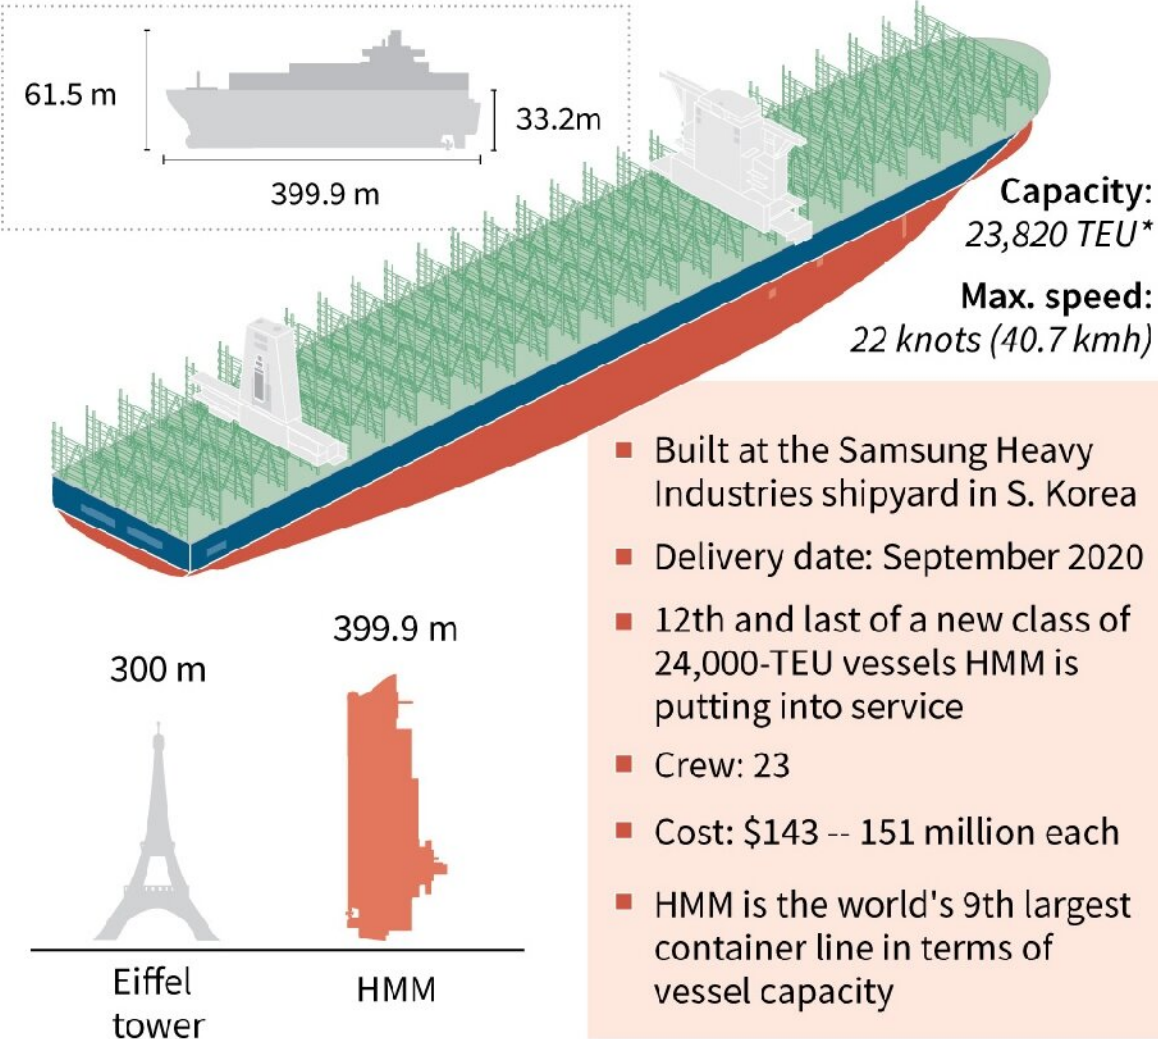 61.5 m
33.2m
399.9 m
Capacity:
23,820 TEU*
Max. speed:
22 knots (40.7 kmh)
■ Built at the Samsung Heavy
Industries shipyard in S. Korea
■ Delivery date: September 2020
■ 12th and last of a new class of
24,000-TEU vessels HMM is
putting into service
■ Crew: 23
■ Cost: $143 -- 151 million each
■ HMM is the world's 9th largest
container line in terms of
vessel capacity
300 m
399.9 m
Eiffel
tower
HMM